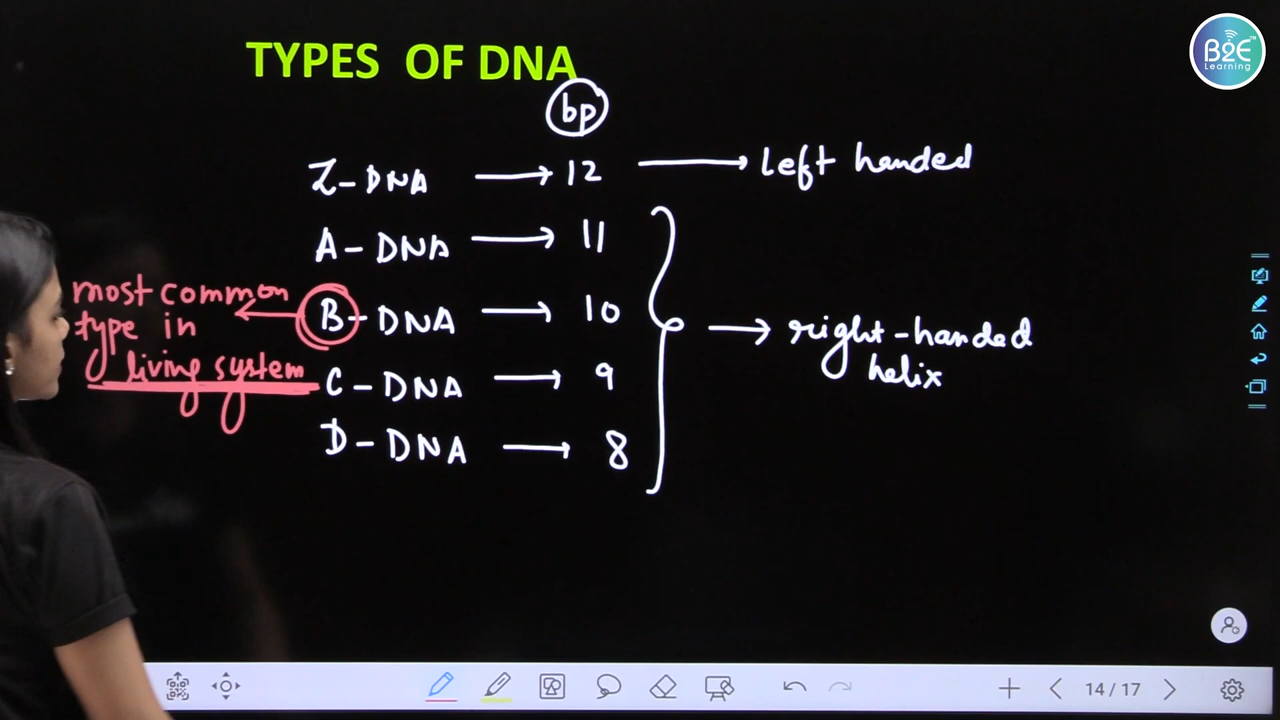 B2E
Learning
TYPES OF DNA
bp
Z-DNA → 12 → left handed
A-DNA → 11
B-DNA → 10
C-DNA → 9
D-DNA → 8
→ right-handed
helix
most common
type in
living system
14 / 17